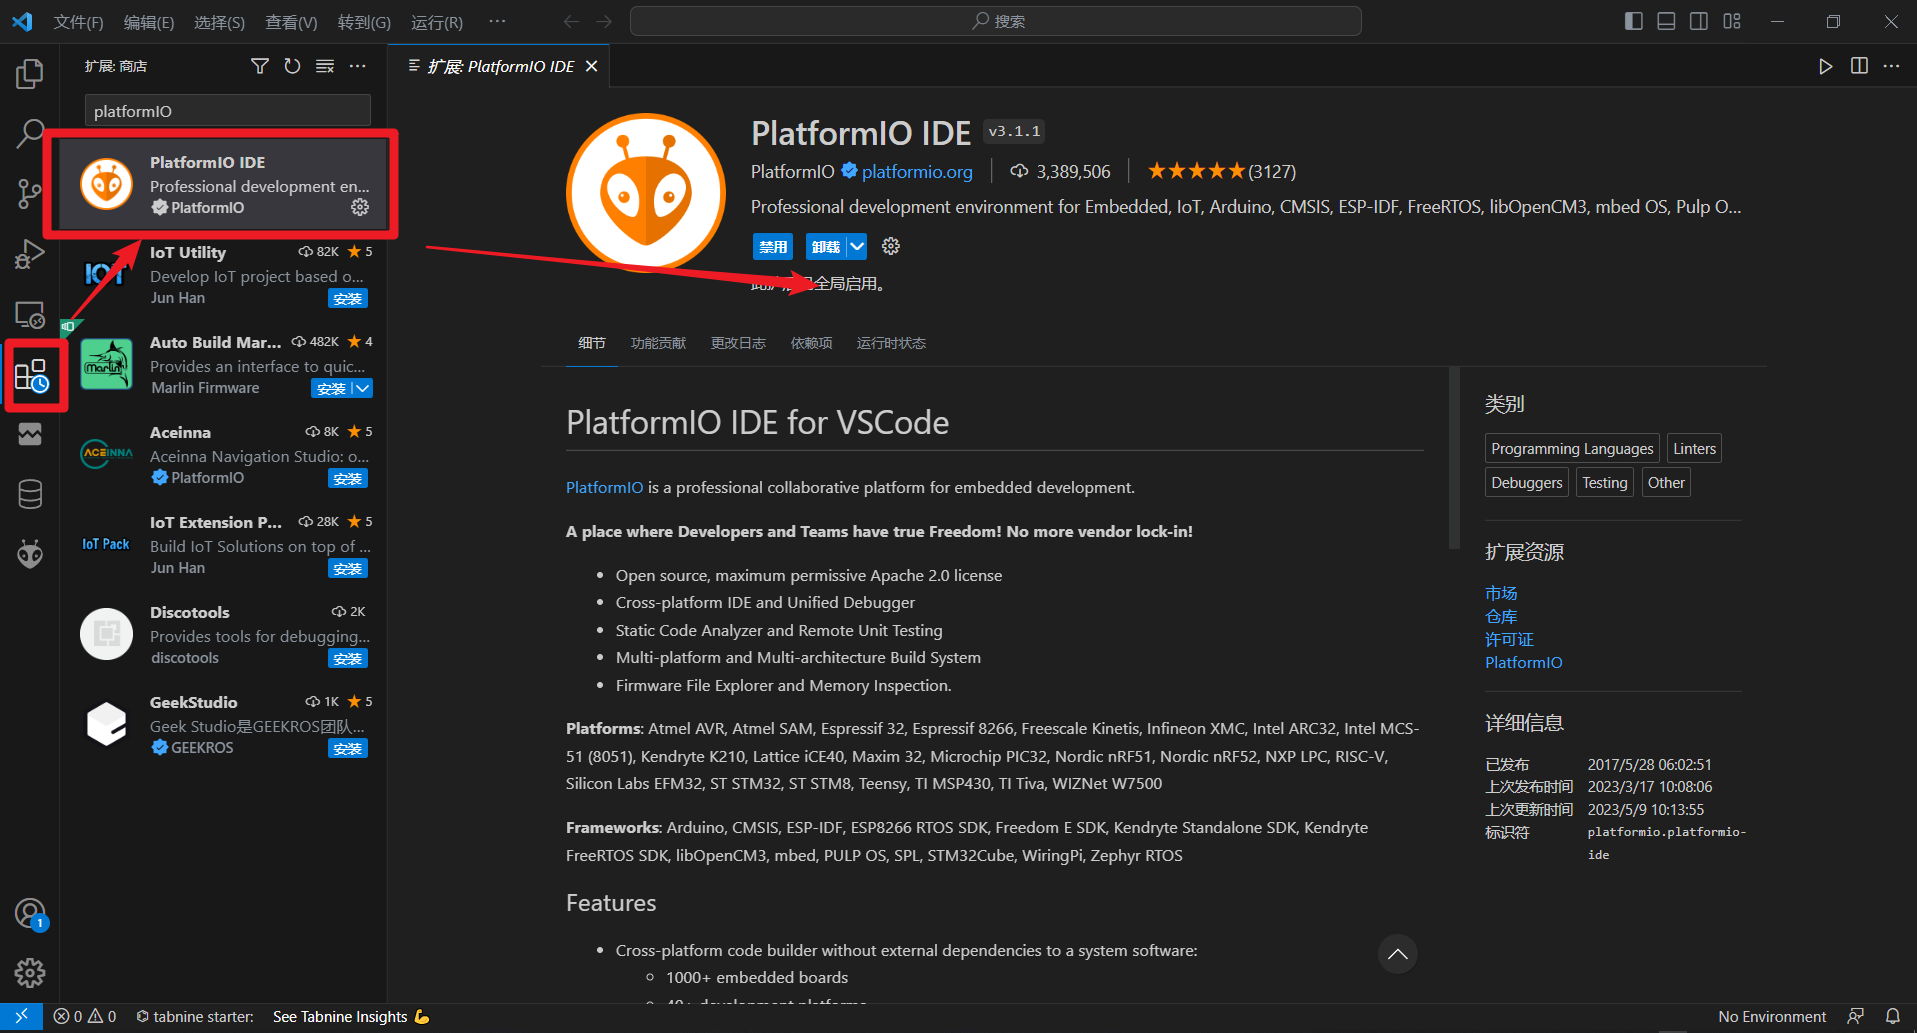 文件(F) 编辑(E) 选择(S) 查看(V) 转到(G) 运行(R) ··· 搜索
扩展: 商店
扩展: PlatformIO IDE
platformIO
PlatformIO IDE
Professional development en...
PlatformIO
IoT Utility 82K 5
Develop IoT project based o...
Jun Han 安装
IOT
Auto Build Mar... 482K 4
Provides an interface to quic...
Marlin Firmware 安装
Marlin
Aceinna 8K 5
Aceinna Navigation Studio: o...
PlatformIO 安装
ACEINNA
IoT Extension P... 28K 5
Build IoT Solutions on top of ...
Jun Han 安装
IoT Pack
Discotools 2K
Provides tools for debugging...
discotools 安装
GeekStudio 1K 5
Geek Studio是GEEKROS团队...
GEEKROS 安装
PlatformIO IDE v3.1.1
PlatformIO platformio.org 3,389,506 (3127)
Professional development environment for Embedded, IoT, Arduino, CMSIS, ESP-IDF, FreeRTOS, libOpenCM3, mbed OS, Pulp O...
禁用 卸载
全局启用。
细节 功能贡献 更改日志 依赖项 运行时状态
PlatformIO IDE for VSCode
PlatformIO is a professional collaborative platform for embedded development.
A place where Developers and Teams have true Freedom! No more vendor lock-in!
• Open source, maximum permissive Apache 2.0 license
• Cross-platform IDE and Unified Debugger
• Static Code Analyzer and Remote Unit Testing
• Multi-platform and Multi-architecture Build System
• Firmware File Explorer and Memory Inspection.
Platforms: Atmel AVR, Atmel SAM, Espressif 32, Espressif 8266, Freescale Kinetis, Infineon XMC, Intel ARC32, Intel MCS-
51 (8051), Kendryte K210, Lattice iCE40, Maxim 32, Microchip PIC32, Nordic nRF51, Nordic nRF52, NXP LPC, RISC-V,
Silicon Labs EFM32, ST STM32, ST STM8, Teensy, TI MSP430, TI Tiva, WIZNet W7500
Frameworks: Arduino, CMSIS, ESP-IDF, ESP8266 RTOS SDK, Freedom E SDK, Kendryte Standalone SDK, Kendryte
FreeRTOS SDK, libOpenCM3, mbed, PULP OS, SPL, STM32Cube, WiringPi, Zephyr RTOS
Features
• Cross-platform code builder without external dependencies to a system software:
◦ 1000+ embedded boards
类别
Programming Languages Linters
Debuggers Testing Other
扩展资源
市场
仓库
许可证
PlatformIO
详细信息
已发布 2017/5/28 06:02:51
上次发布时间 2023/3/17 10:08:06
上次更新时间 2023/5/9 10:13:55
标识符 platformio.platformio-
ide
1
0 0 tabnine starter: See Tabnine Insights No Environment